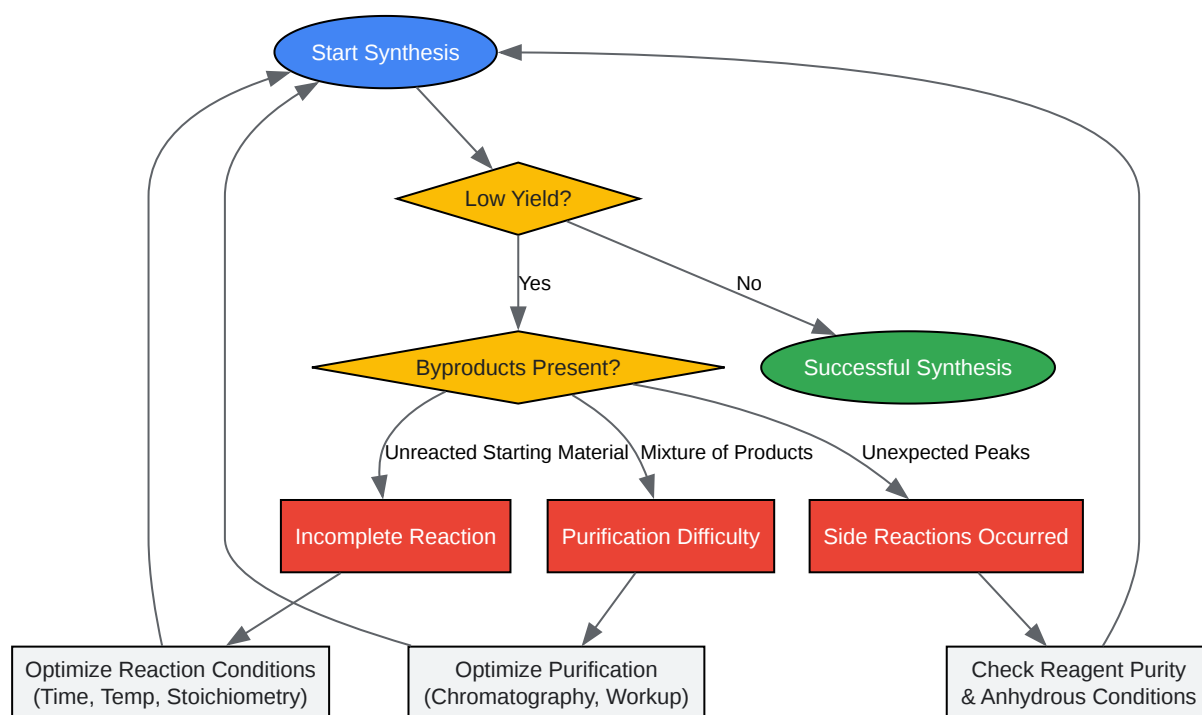 Start Synthesis
Low Yield?
Yes
No
Byproducts Present?
Successful Synthesis
Unreacted Starting Material
Mixture of Products
Unexpected Peaks
Incomplete Reaction
Purification Difficulty
Side Reactions Occurred
Optimize Reaction Conditions
(Time, Temp, Stoichiometry)
Optimize Purification
(Chromatography, Workup)
Check Reagent Purity
& Anhydrous Conditions